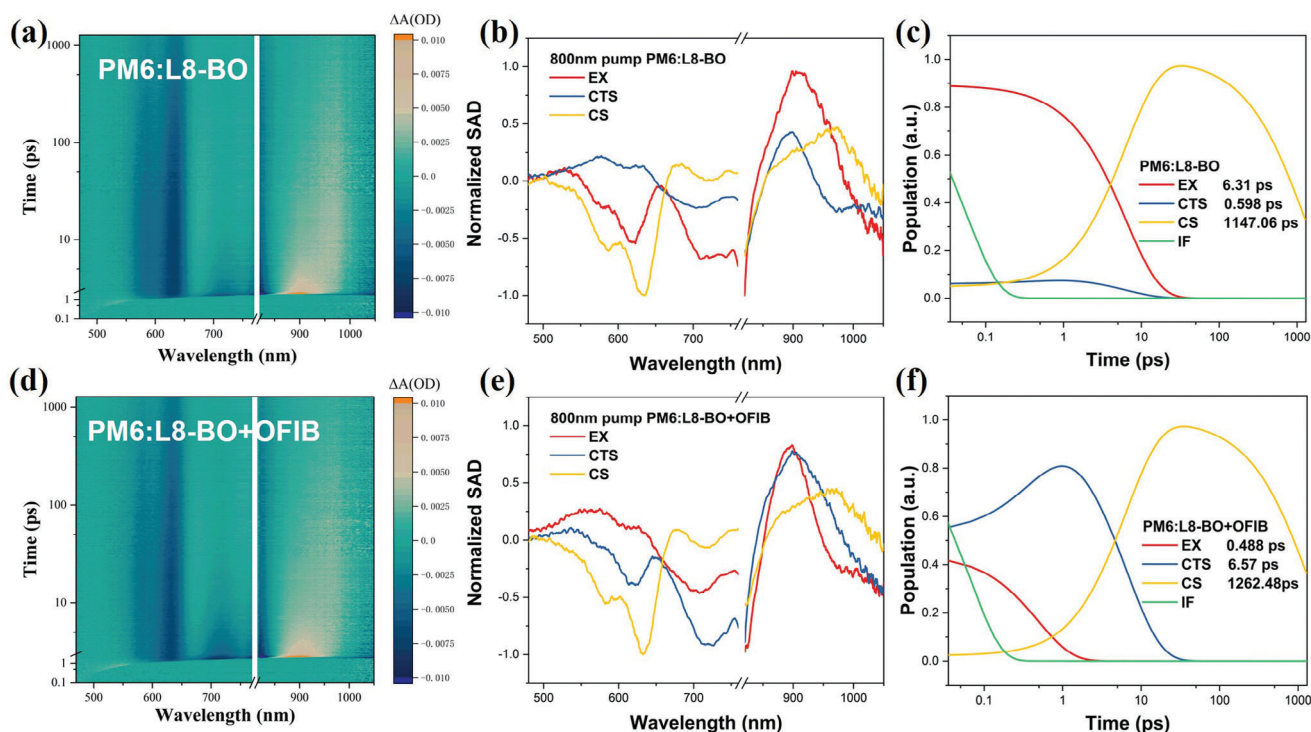 (a)
ΔA(OD)
PM6:L8-BO
1000
100
10
1
0.1
Time (ps)
500
600
700
900
1000
Wavelength (nm)
0.010
0.0075
0.0050
0.0025
0.000
-0.0025
-0.0050
-0.0075
-0.010
(b)
800nm pump PM6:L8-BO
EX
CTS
CS
1.0
0.5
0.0
-0.5
-1.0
Normalized SAD
500
600
700
900
1000
Wavelength (nm)
(c)
PM6:L8-BO
EX 6.31 ps
CTS 0.598 ps
CS 1147.06 ps
IF
1.0
0.8
0.6
0.4
0.2
0.0
Population (a.u.)
0.1
1
10
100
1000
Time (ps)
(d)
ΔA(OD)
PM6:L8-BO+OFIB
1000
100
10
1
0.1
Time (ps)
500
600
700
900
1000
Wavelength (nm)
0.010
0.0075
0.0050
0.0025
0.000
-0.0025
-0.0050
-0.0075
-0.010
(e)
800nm pump PM6:L8-BO+OFIB
EX
CTS
CS
1.0
0.5
0.0
-0.5
-1.0
Normalized SAD
500
600
700
900
1000
Wavelength (nm)
(f)
PM6:L8-BO+OFIB
EX 0.488 ps
CTS 6.57 ps
CS 1262.48ps
IF
1.0
0.8
0.6
0.4
0.2
0.0
Population (a.u.)
0.1
1
10
100
1000
Time (ps)